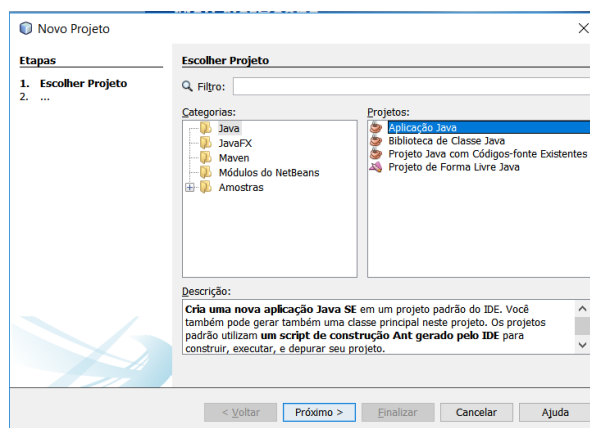 Novo Projeto
Etapas
1. Escolher Projeto
2. ...
Escolher Projeto
Filtro:
Categorias:
Java
JavaFX
Maven
Módulos do NetBeans
Amostras
Projetos:
Aplicação Java
Biblioteca de Classe Java
Projeto Java com Códigos-fonte Existentes
Projeto de Forma Livre Java
Descrição:
Cria uma nova aplicação Java SE em um projeto padrão do IDE. Você
também pode gerar também uma classe principal neste projeto. Os projetos
padrão utilizam um script de construção Ant gerado pelo IDE para
construir, executar, e depurar seu projeto.
< Voltar
Próximo >
Finalizar
Cancelar
Ajuda